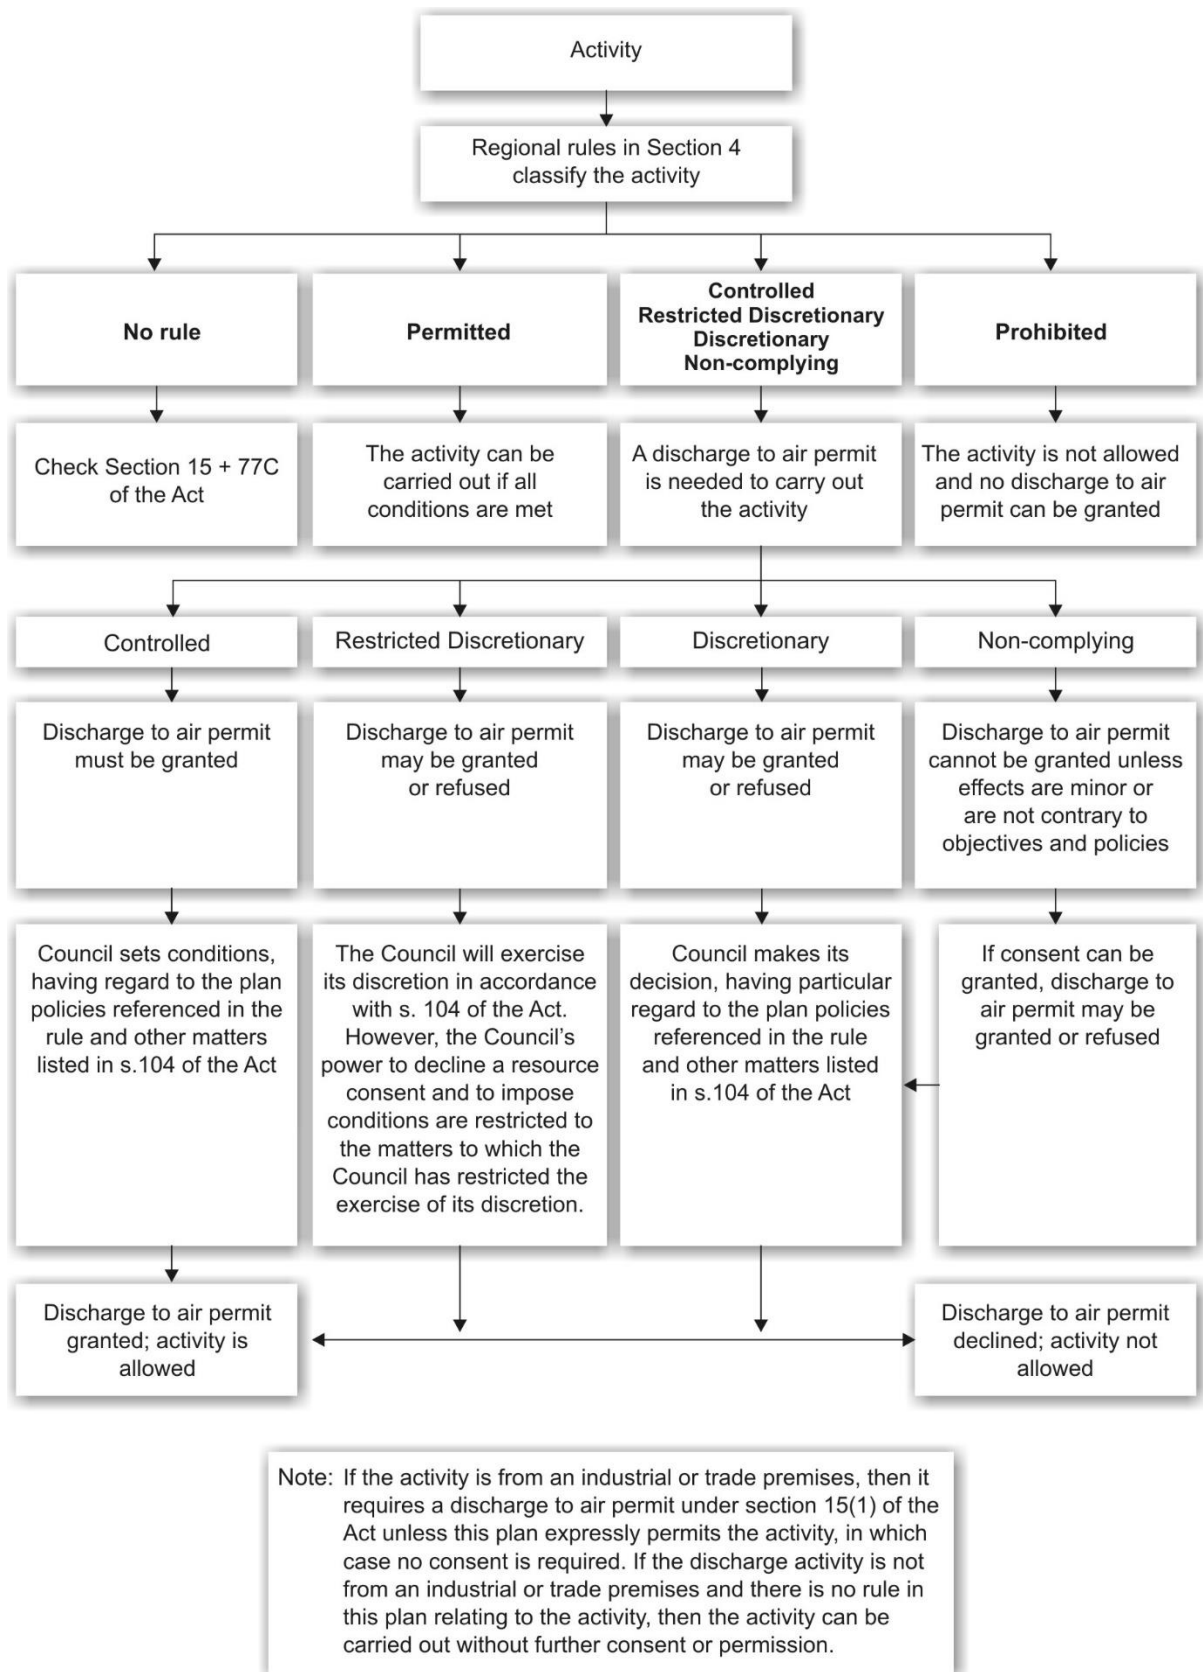 Activity
Regional rules in Section 4
classify the activity
No rule
Permitted
Controlled
Restricted Discretionary
Discretionary
Non-complying
Prohibited
Check Section 15 + 77C
of the Act
The activity can be
carried out if all
conditions are met
A discharge to air permit
is needed to carry out
the activity
The activity is not allowed
and no discharge to air
permit can be granted
Controlled
Restricted Discretionary
Discretionary
Non-complying
Discharge to air permit
must be granted
Discharge to air permit
may be granted
or refused
Discharge to air permit
may be granted
or refused
Discharge to air permit
cannot be granted unless
effects are minor or
are not contrary to
objectives and policies
Council sets conditions,
having regard to the plan
policies referenced in the
rule and other matters
listed in s.104 of the Act
The Council will exercise
its discretion in accordance
with s. 104 of the Act.
However, the Council’s
power to decline a resource
consent and to impose
conditions are restricted to
the matters to which the
Council has restricted the
exercise of its discretion.
Council makes its
decision, having particular
regard to the plan policies
referenced in the rule
and other matters listed
in s.104 of the Act
If consent can be
granted, discharge to
air permit may be
granted or refused
Discharge to air permit
granted; activity is
allowed
Discharge to air permit
declined; activity not
allowed
Note: If the activity is from an industrial or trade premises, then it
requires a discharge to air permit under section 15(1) of the
Act unless this plan expressly permits the activity, in which
case no consent is required. If the discharge activity is not
from an industrial or trade premises and there is no rule in
this plan relating to the activity, then the activity can be
carried out without further consent or permission.